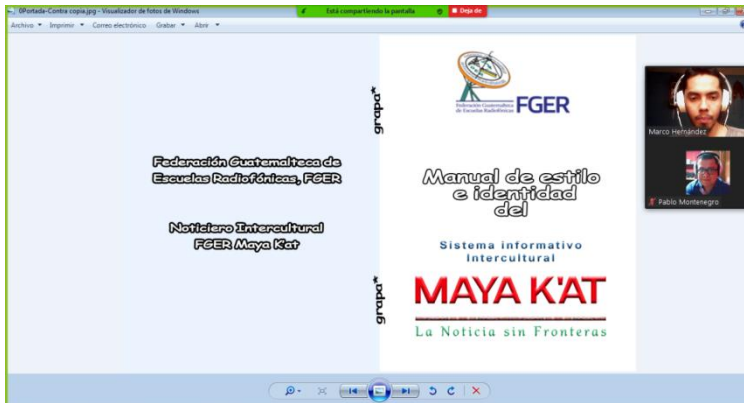 0Portada-Contra copia.jpg - Visualizador de fotos de Windows
Está compartiendo la pantalla
Deja de
Archivo
Imprimir
Correo electrónico
Grabar
Abrir
grapa*
Federación Guatemalteca de
Escuelas Radiofónicas, FGER
Noticiero Intercultural
FGER Maya K'at
grapa*
Federación Guatemalteca
de Escuelas Radiofónicas
FGER
Manual de estilo
e identidad
del
Sistema informativo
Intercultural
MAYA K'AT
La Noticia sin Fronteras
Marco Hernández
Pablo Montenegro